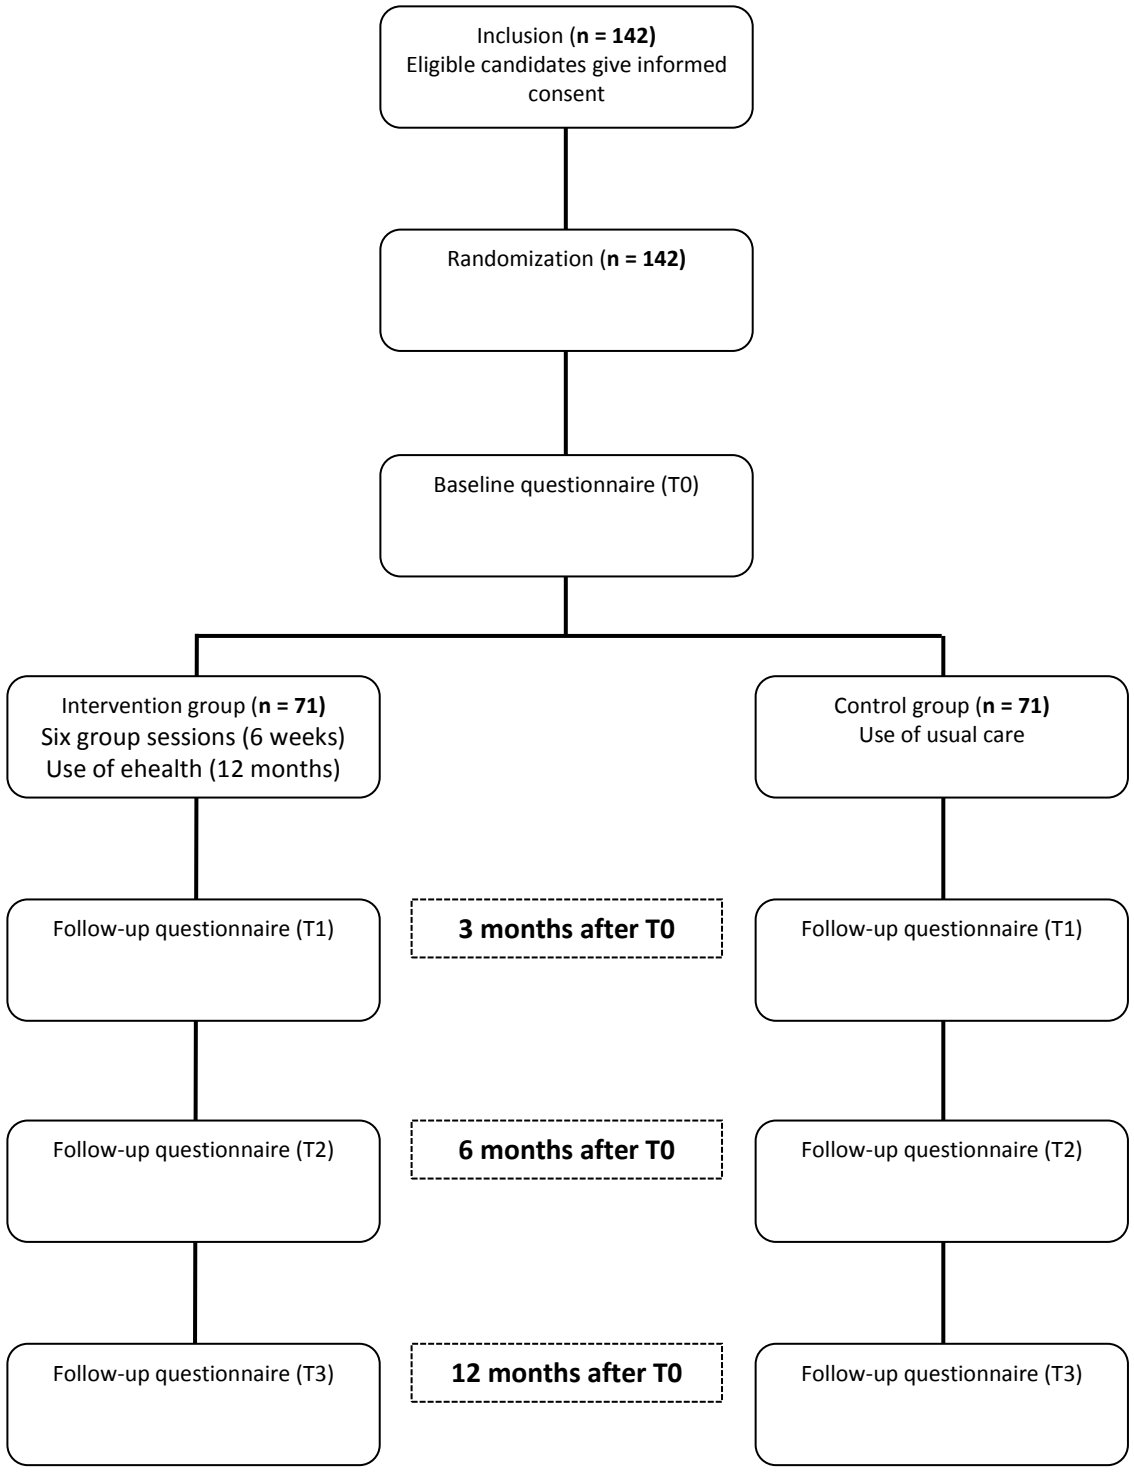 Inclusion (n = 142)
Eligible candidates give informed
consent
Randomization (n = 142)
Baseline questionnaire (T0)
Intervention group (n = 71)
Six group sessions (6 weeks)
Use of ehealth (12 months)
Control group (n = 71)
Use of usual care
Follow-up questionnaire (T1)
3 months after T0
Follow-up questionnaire (T1)
Follow-up questionnaire (T2)
6 months after T0
Follow-up questionnaire (T2)
Follow-up questionnaire (T3)
12 months after T0
Follow-up questionnaire (T3)